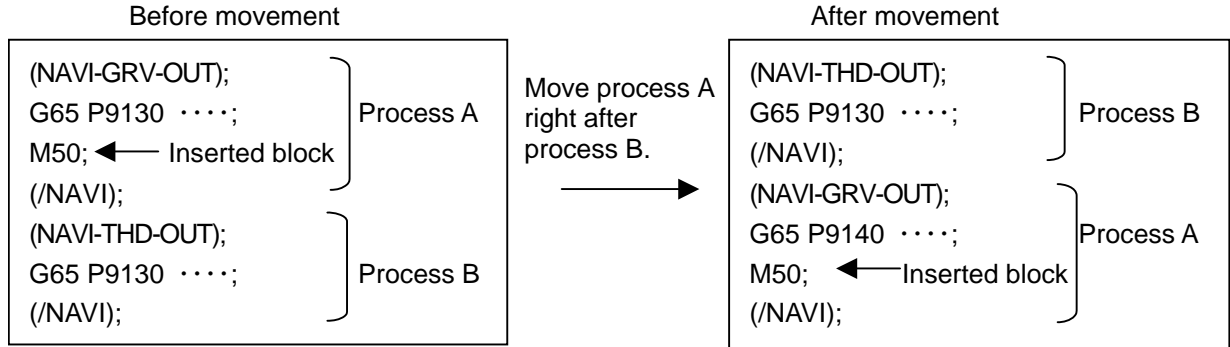 Before movement
(NAVI-GRV-OUT);
G65 P9130 ‥‥;
Process A
M50; Inserted block
(/NAVI);
(NAVI-THD-OUT);
G65 P9130 ‥‥;
Process B
(/NAVI);
Move process A
right after
process B.
After movement
(NAVI-THD-OUT);
G65 P9130 ‥‥;
Process B
(/NAVI);
(NAVI-GRV-OUT);
G65 P9140 ‥‥;
Process A
M50; Inserted block
(/NAVI);